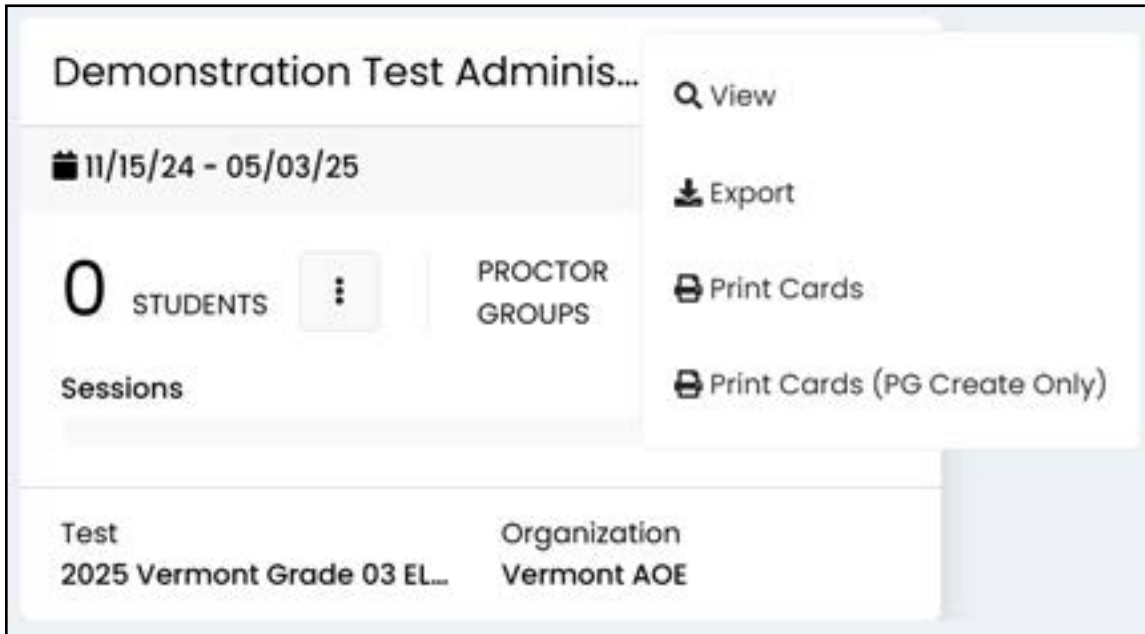 Demonstration Test Adminis...
11/15/24 - 05/03/25
0 STUDENTS
PROCTOR
GROUPS
Sessions
Test
2025 Vermont Grade 03 EL...
Organization
Vermont AOE
View
Export
Print Cards
Print Cards (PG Create Only)